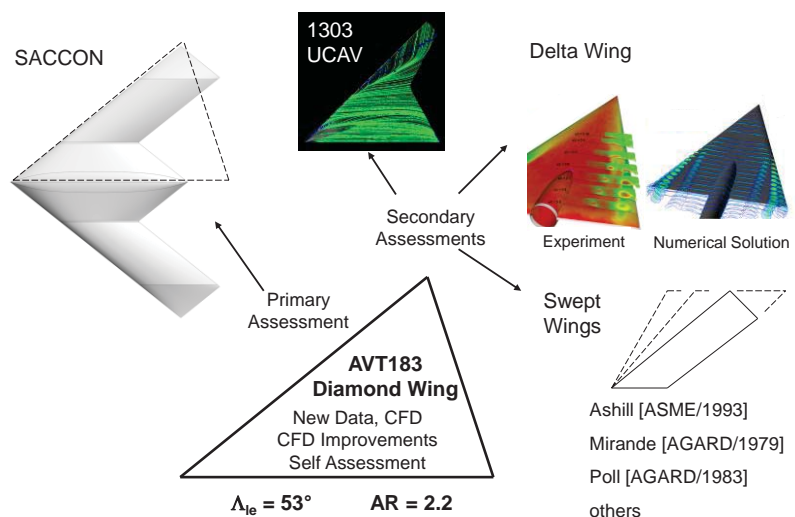 SACCON
1303
UCAV
Delta Wing
Secondary
Assessments
Experiment
Numerical Solution
Primary
Assessment
Swept
Wings
AVT183
Diamond Wing
New Data, CFD
CFD Improvements
Self Assessment
Λle = 53°
AR = 2.2
Ashill [ASME/1993]
Mirande [AGARD/1979]
Poll [AGARD/1983]
others